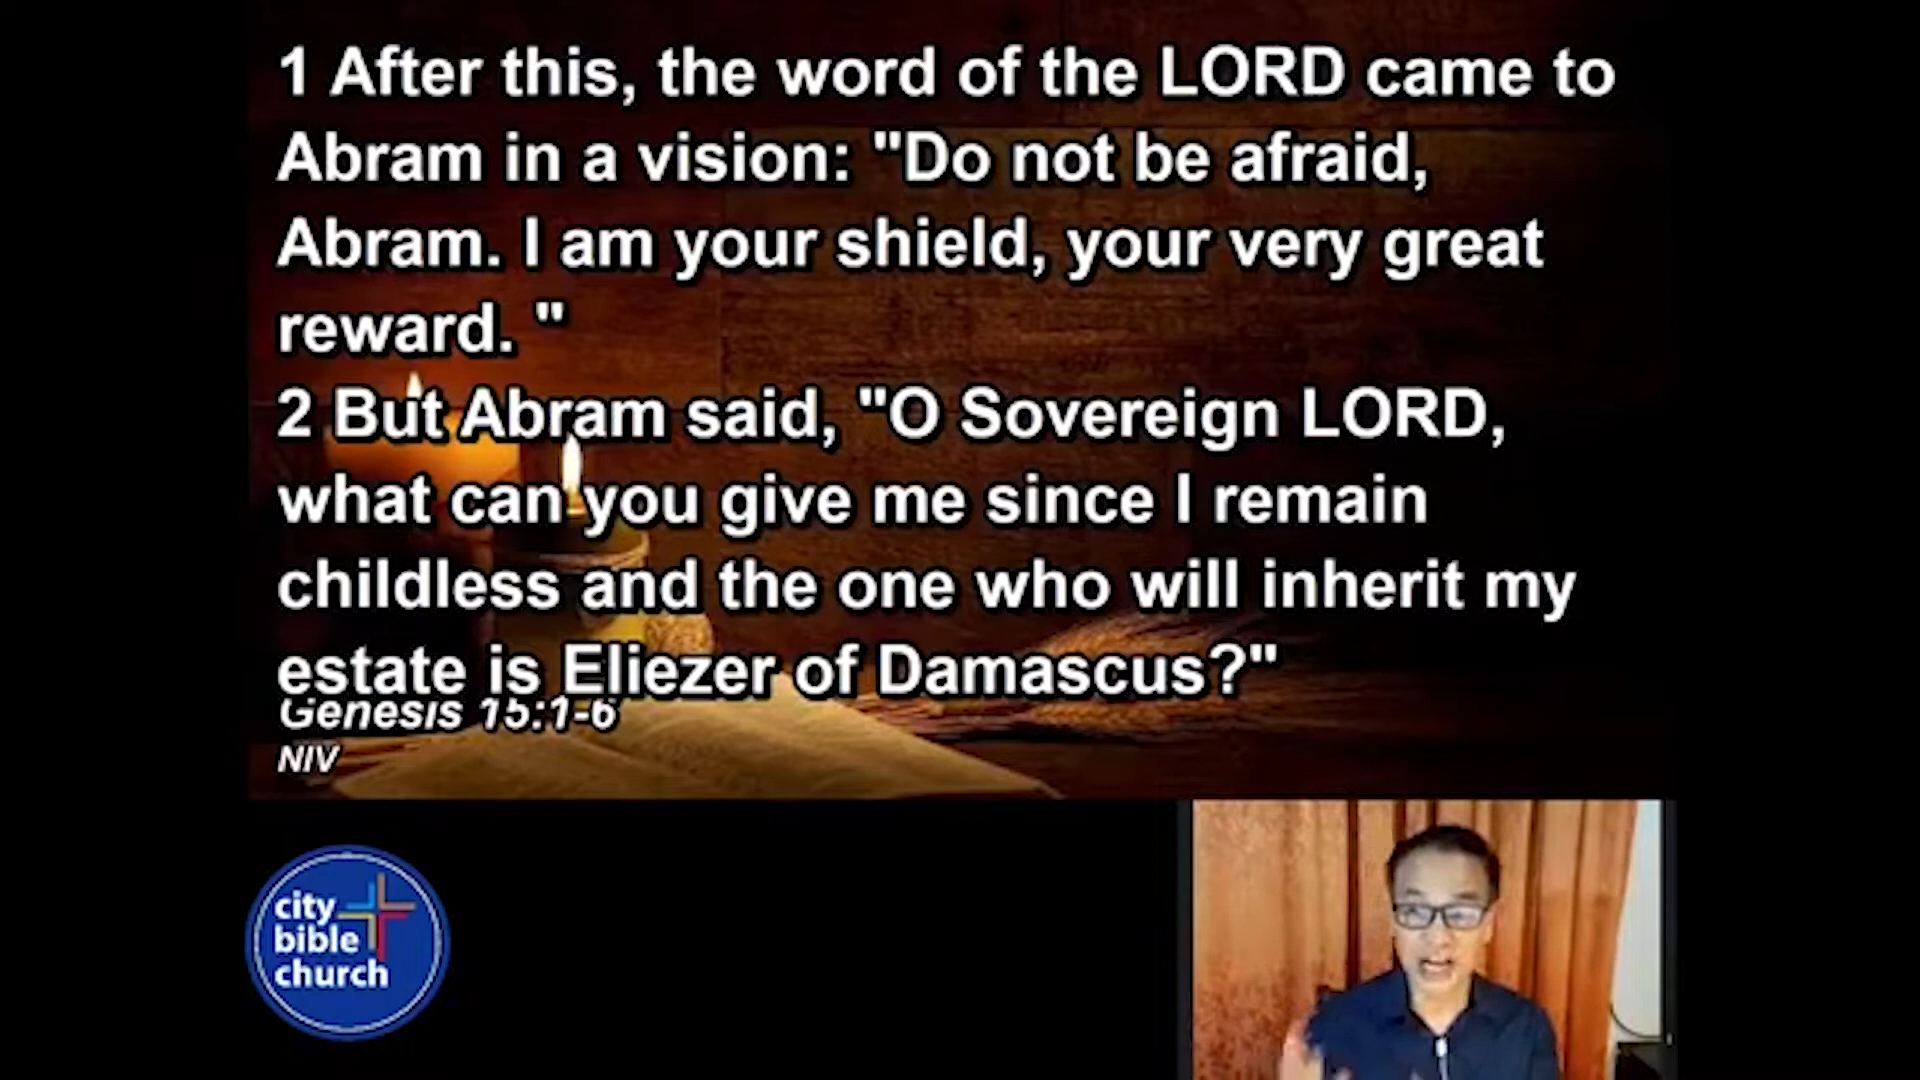 1 After this, the word of the LORD came to
Abram in a vision: "Do not be afraid,
Abram. I am your shield, your very great
reward. "
2 But Abram said, "O Sovereign LORD,
what can you give me since I remain
childless and the one who will inherit my
estate is Eliezer of Damascus?"
Genesis 15:1-6
NIV
city
bible
church